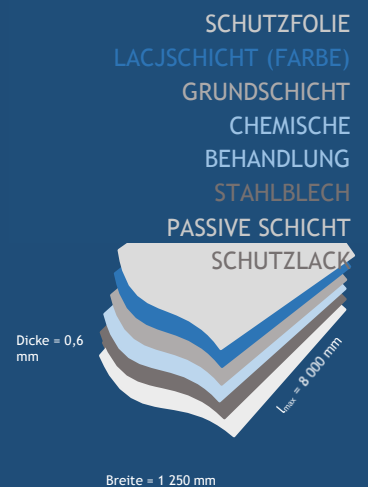 SCHUTZFOLIE
LACJSCHICHT (FARBE)
GRUNDSCHICHT
CHEMISCHE
BEHANDLUNG
STAHLBLECH
PASSIVE SCHICHT
SCHUTZLACK
Dicke = 0,6
mm
Lmax = 8 000 mm
Breite = 1 250 mm